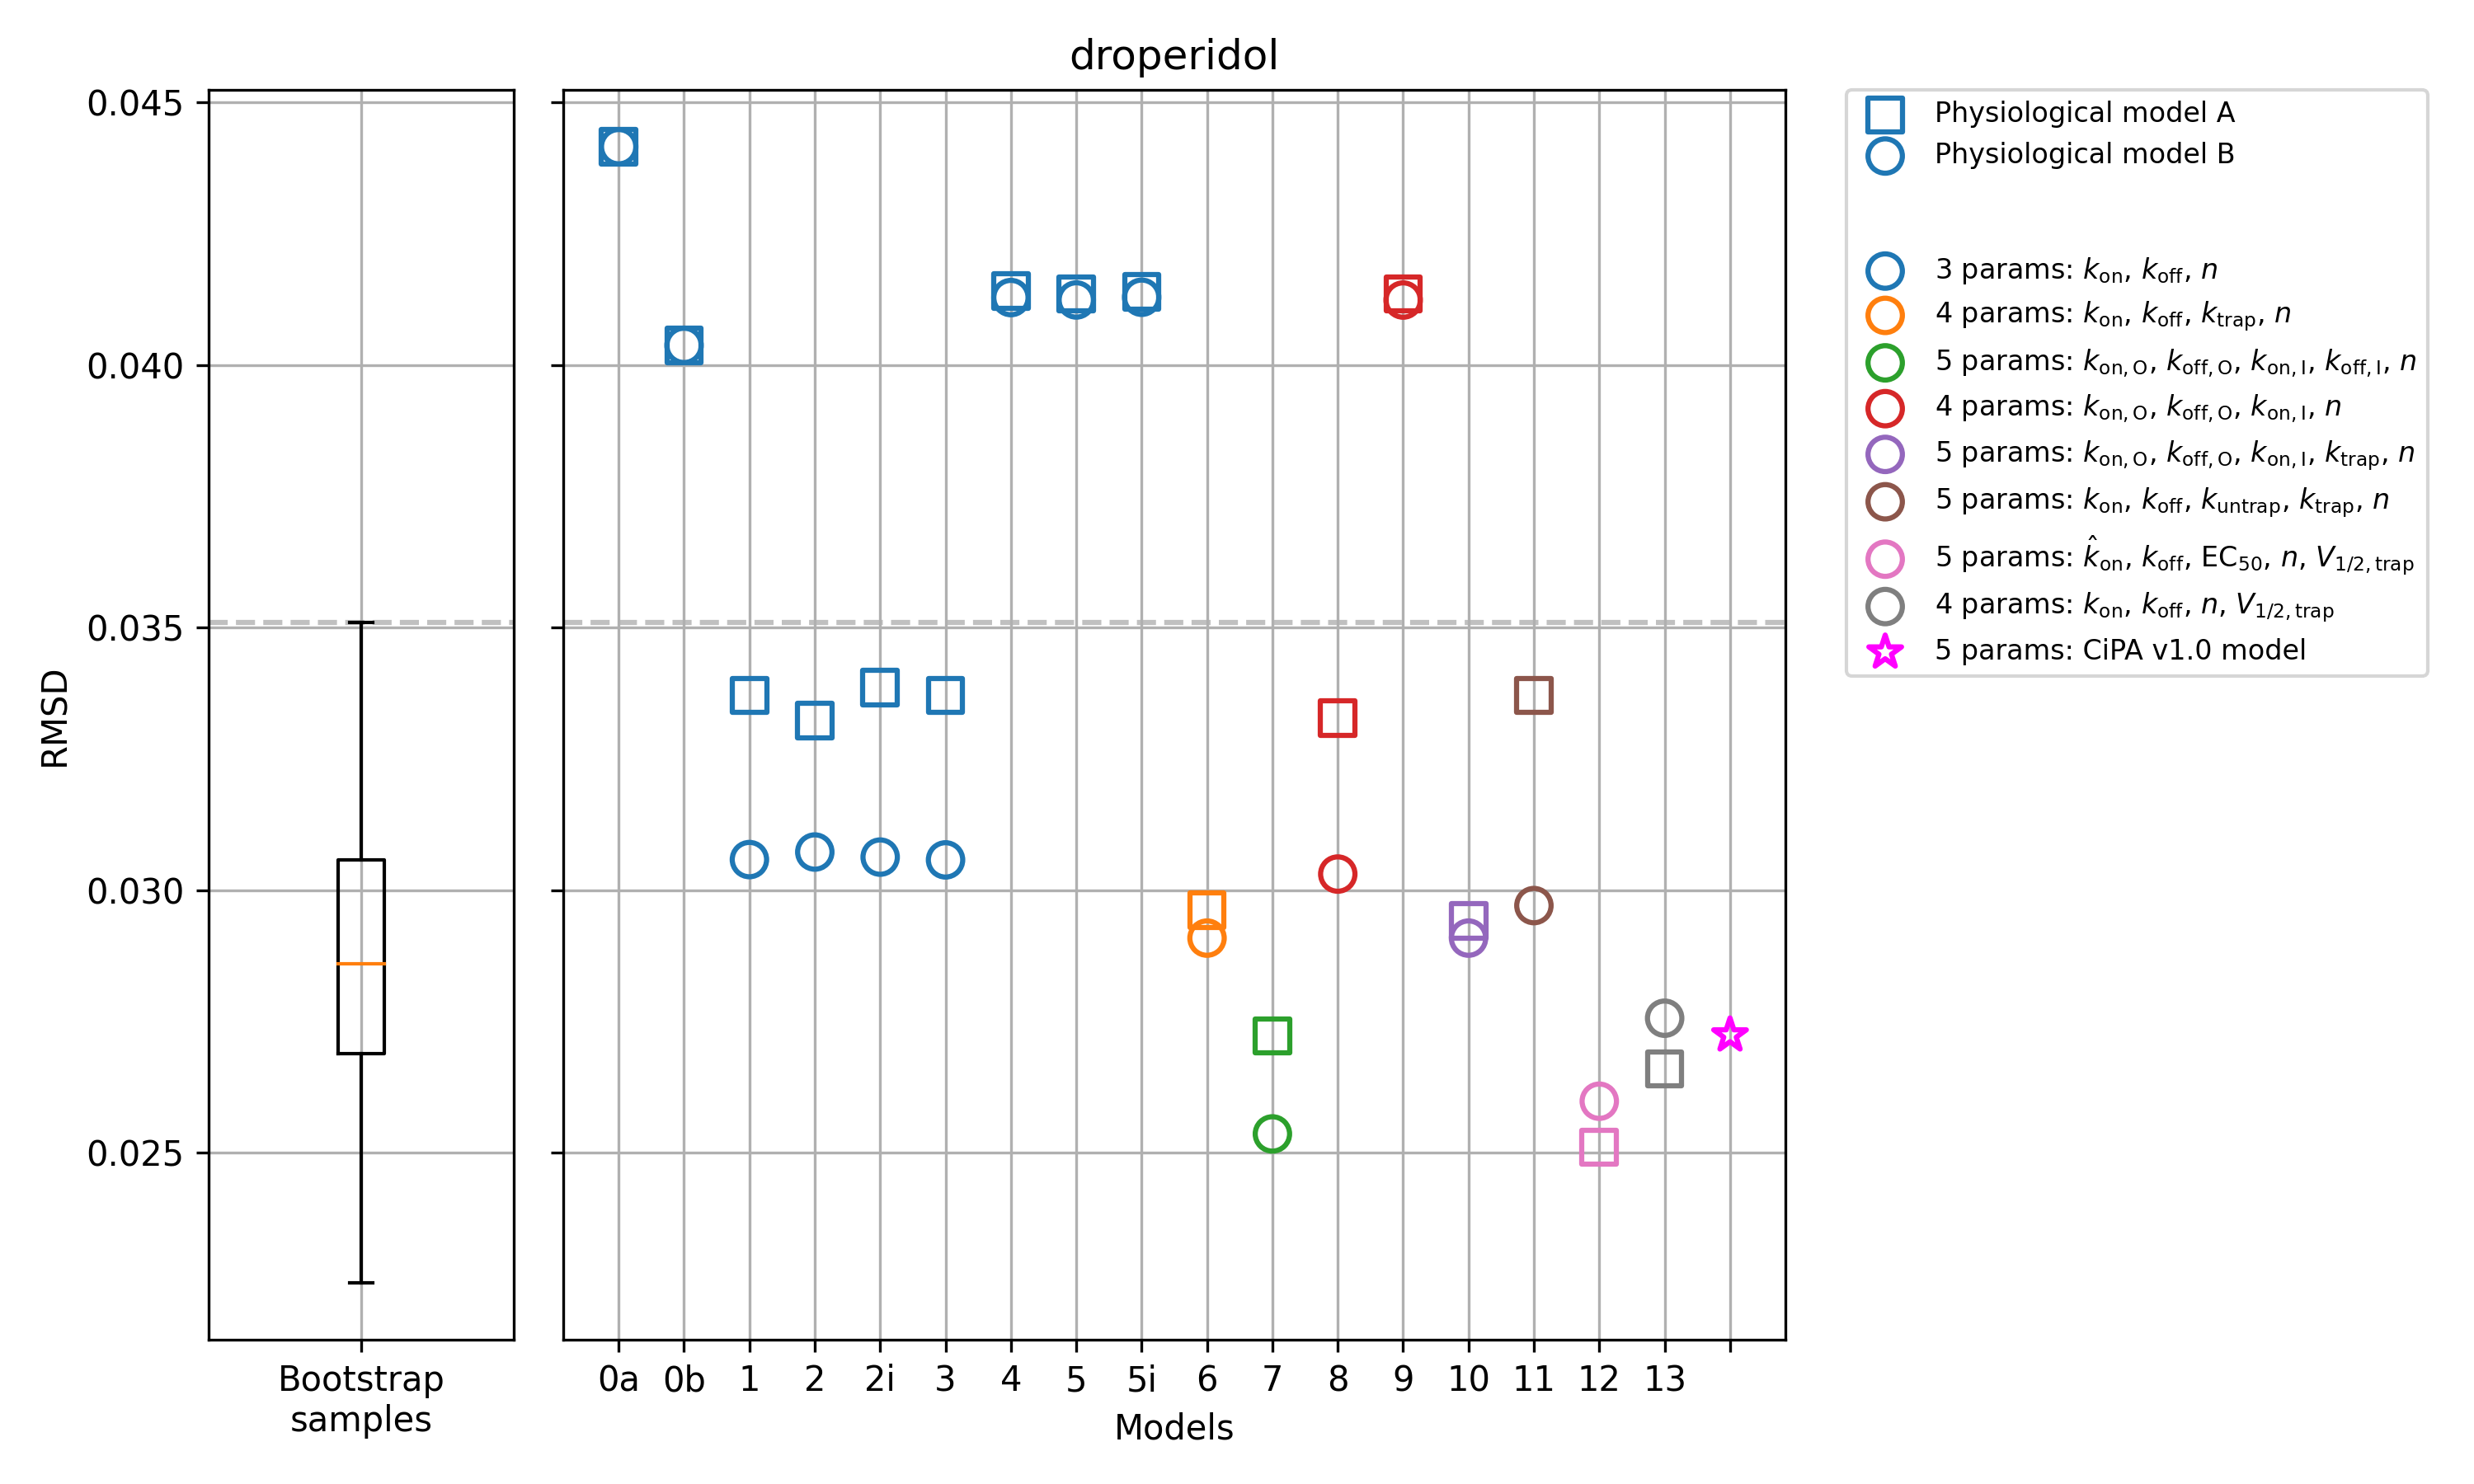 droperidol
0.045
0.040
0.035
0.030
0.025
RMSD
Bootstrap
samples
0a 0b 1 2 2i 3 4 5 5i 6 7 8 9 10 11 12 13
Models
Physiological model A
Physiological model B
3 params: k_on, k_off, n
4 params: k_on, k_off, k_trap, n
5 params: k_on,O, k_off,O, k_on,I, k_off,I, n
4 params: k_on,O, k_off,O, k_on,I, n
5 params: k_on,O, k_off,O, k_on,I, k_trap, n
5 params: k_on, k_off, k_untrap, k_trap, n
5 params: k̂_on, k_off, EC₅₀, n, V_1/2,trap
4 params: k_on, k_off, n, V_1/2,trap
5 params: CiPA v1.0 model